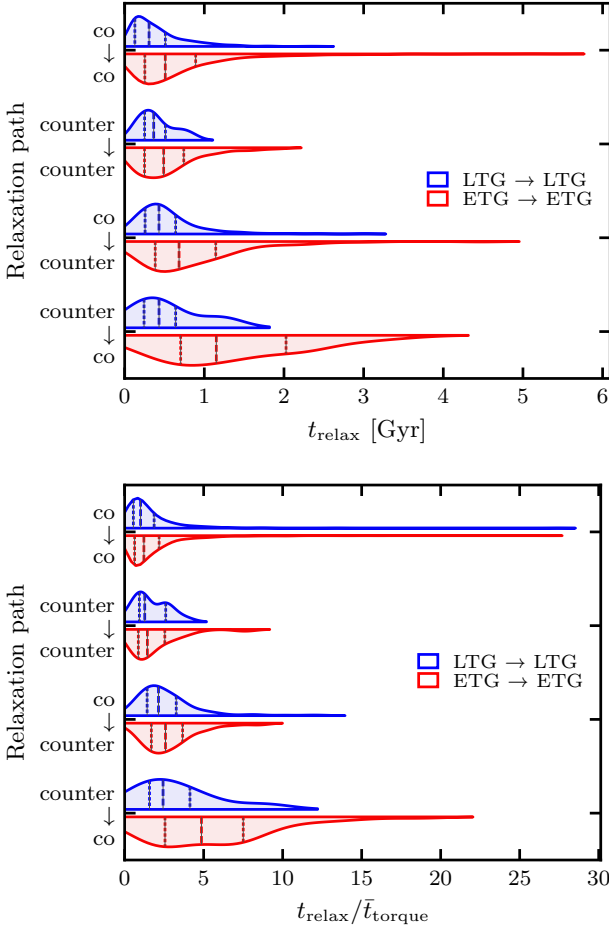 co
↓
co
counter
↓
counter
co
↓
counter
counter
↓
co
Relaxation path
LTG → LTG
ETG → ETG
0 1 2 3 4 5 6
t_relax [Gyr]
co
↓
co
counter
↓
counter
co
↓
counter
counter
↓
co
Relaxation path
LTG → LTG
ETG → ETG
0 5 10 15 20 25 30
t_relax/t̄_torque